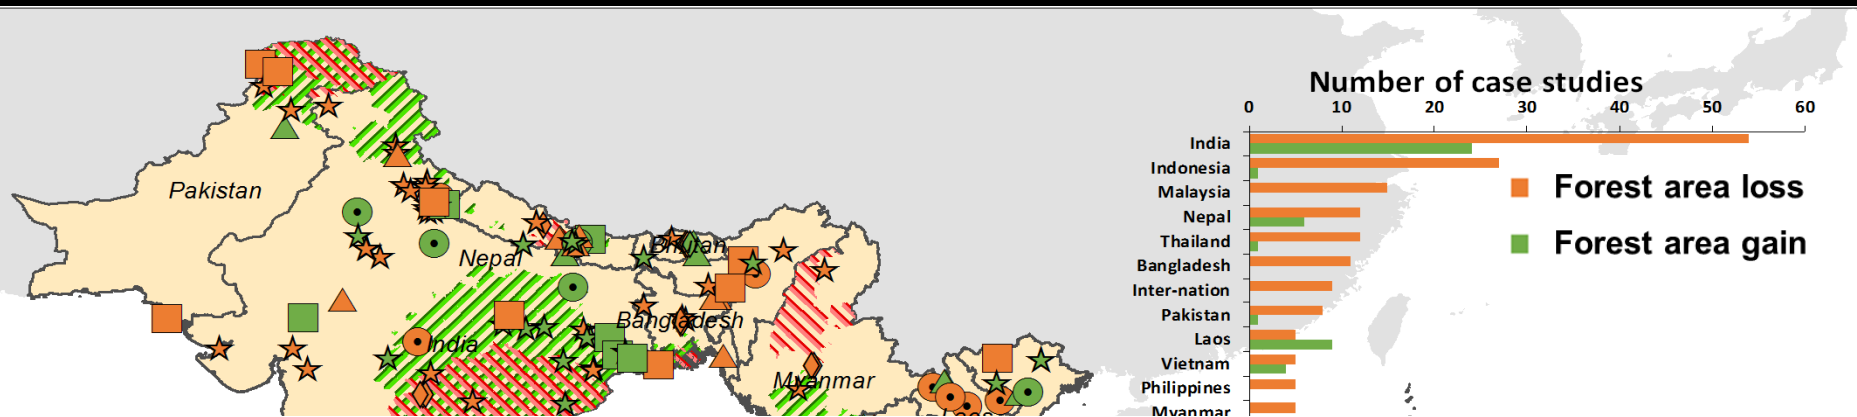 Number of case studies
0 10 20 30 40 50 60
India
Indonesia
Malaysia
Nepal
Thailand
Bangladesh
Inter-nation
Pakistan
Laos
Vietnam
Philippines
Myanmar
Forest area loss
Forest area gain
Pakistan
Nepal
Bhutan
Bangladesh
India
Myanmar
Laos